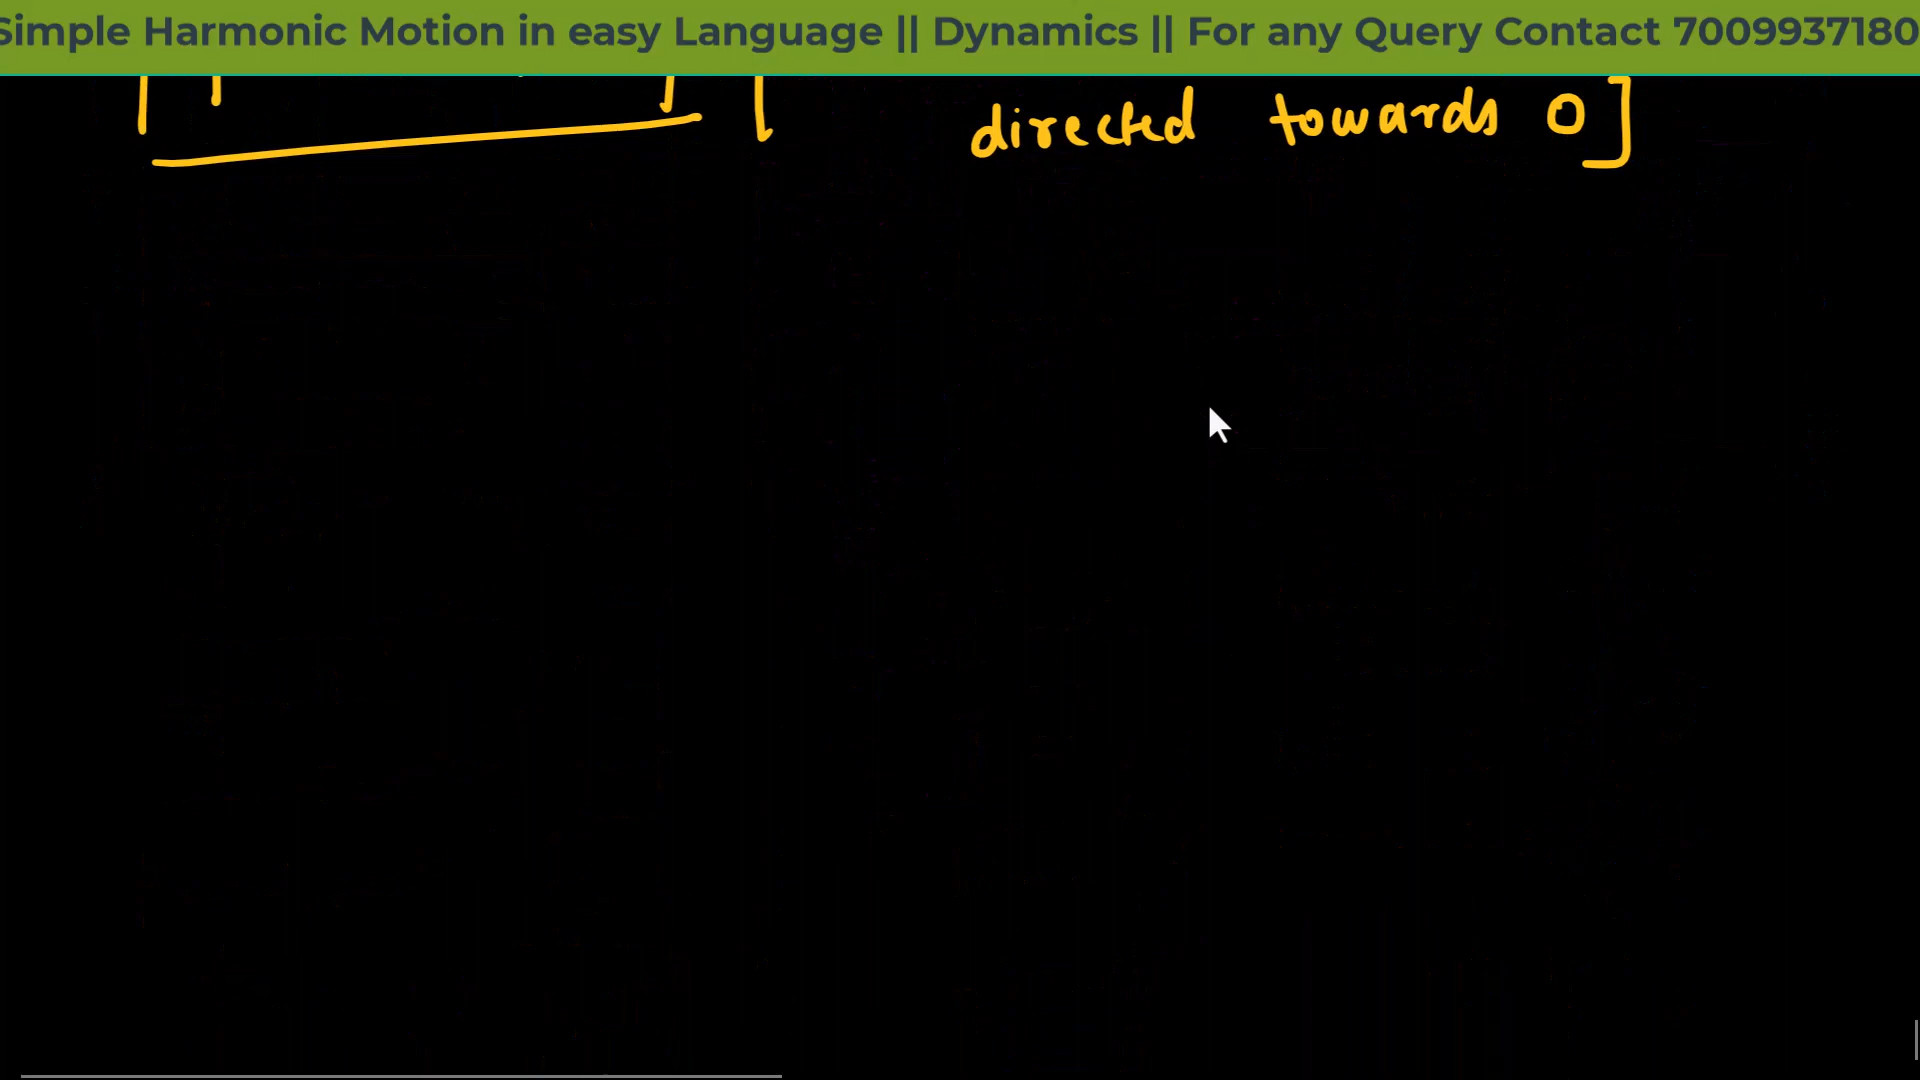 Simple Harmonic Motion in easy Language || Dynamics || For any Query Contact 7009937180
directed towards O]